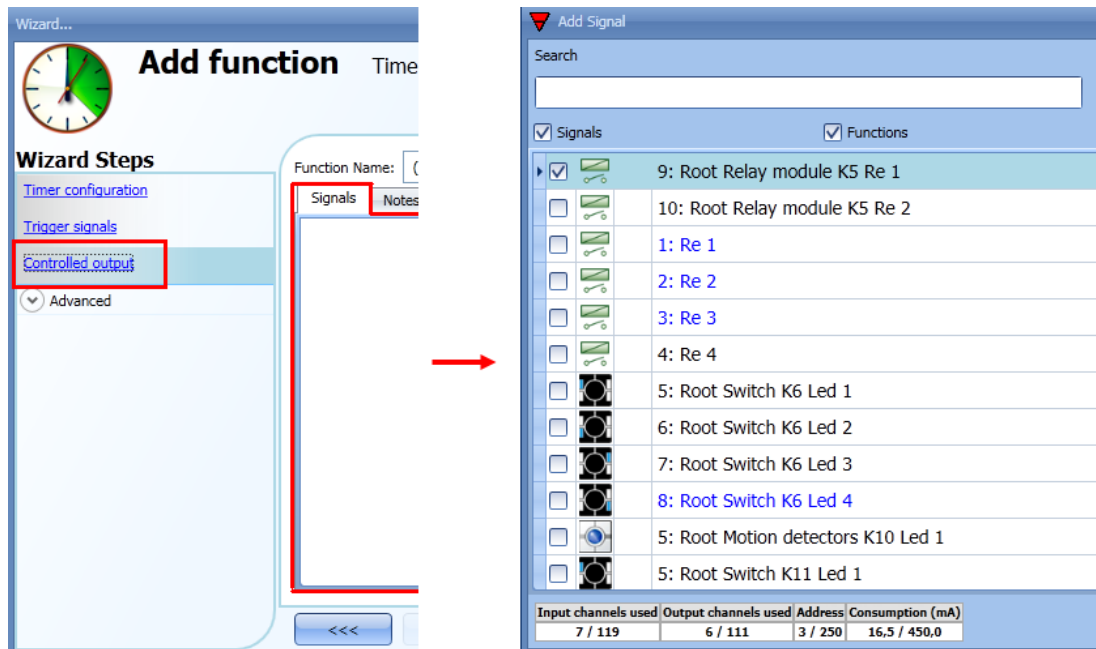 Wizard...
Add function Time
Wizard Steps
Timer configuration
Trigger signals
Controlled output
Advanced
Function Name: (
Signals Notes
<<<
Add Signal
Search
Signals Functions
9: Root Relay module K5 Re 1
10: Root Relay module K5 Re 2
1: Re 1
2: Re 2
3: Re 3
4: Re 4
5: Root Switch K6 Led 1
6: Root Switch K6 Led 2
7: Root Switch K6 Led 3
8: Root Switch K6 Led 4
5: Root Motion detectors K10 Led 1
5: Root Switch K11 Led 1
Input channels used Output channels used Address Consumption (mA)
7 / 119 6 / 111 3 / 250 16,5 / 450,0